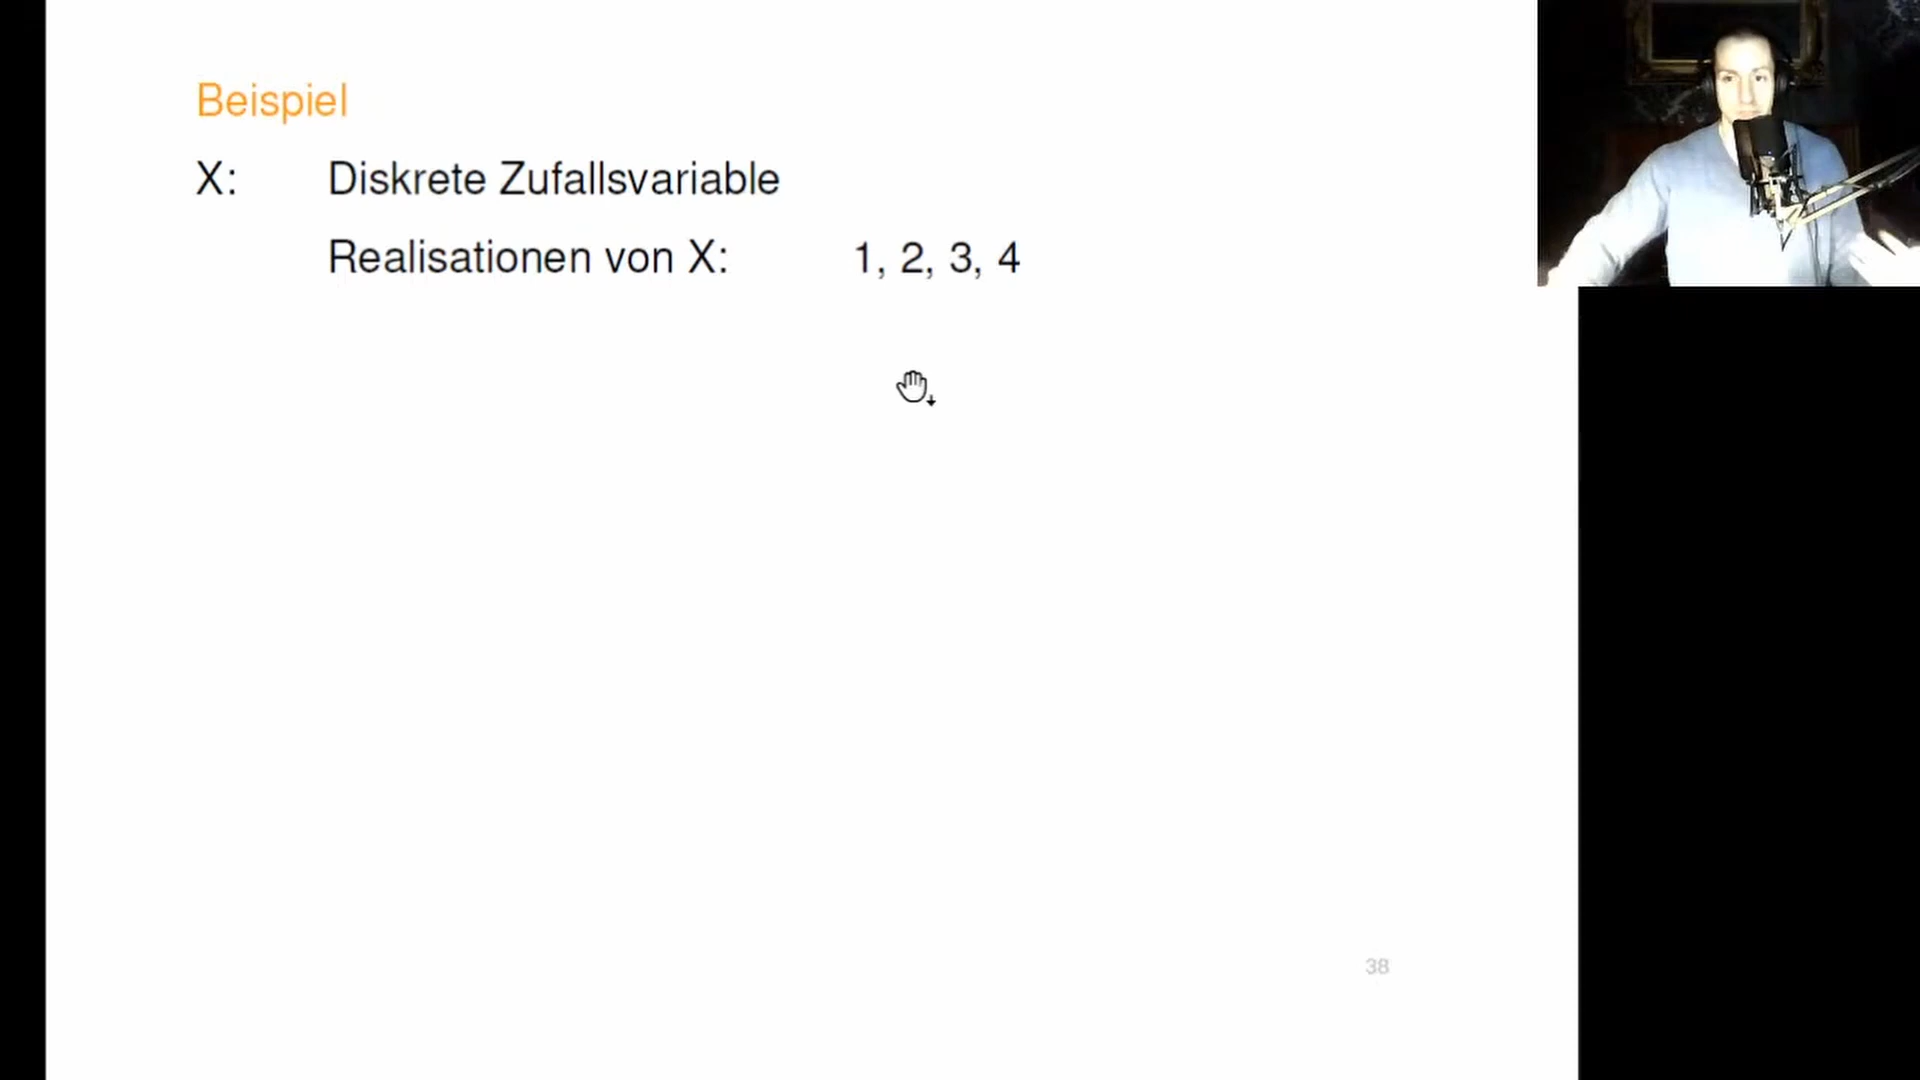 Beispiel
X: Diskrete Zufallsvariable
Realisationen von X: 1, 2, 3, 4
38